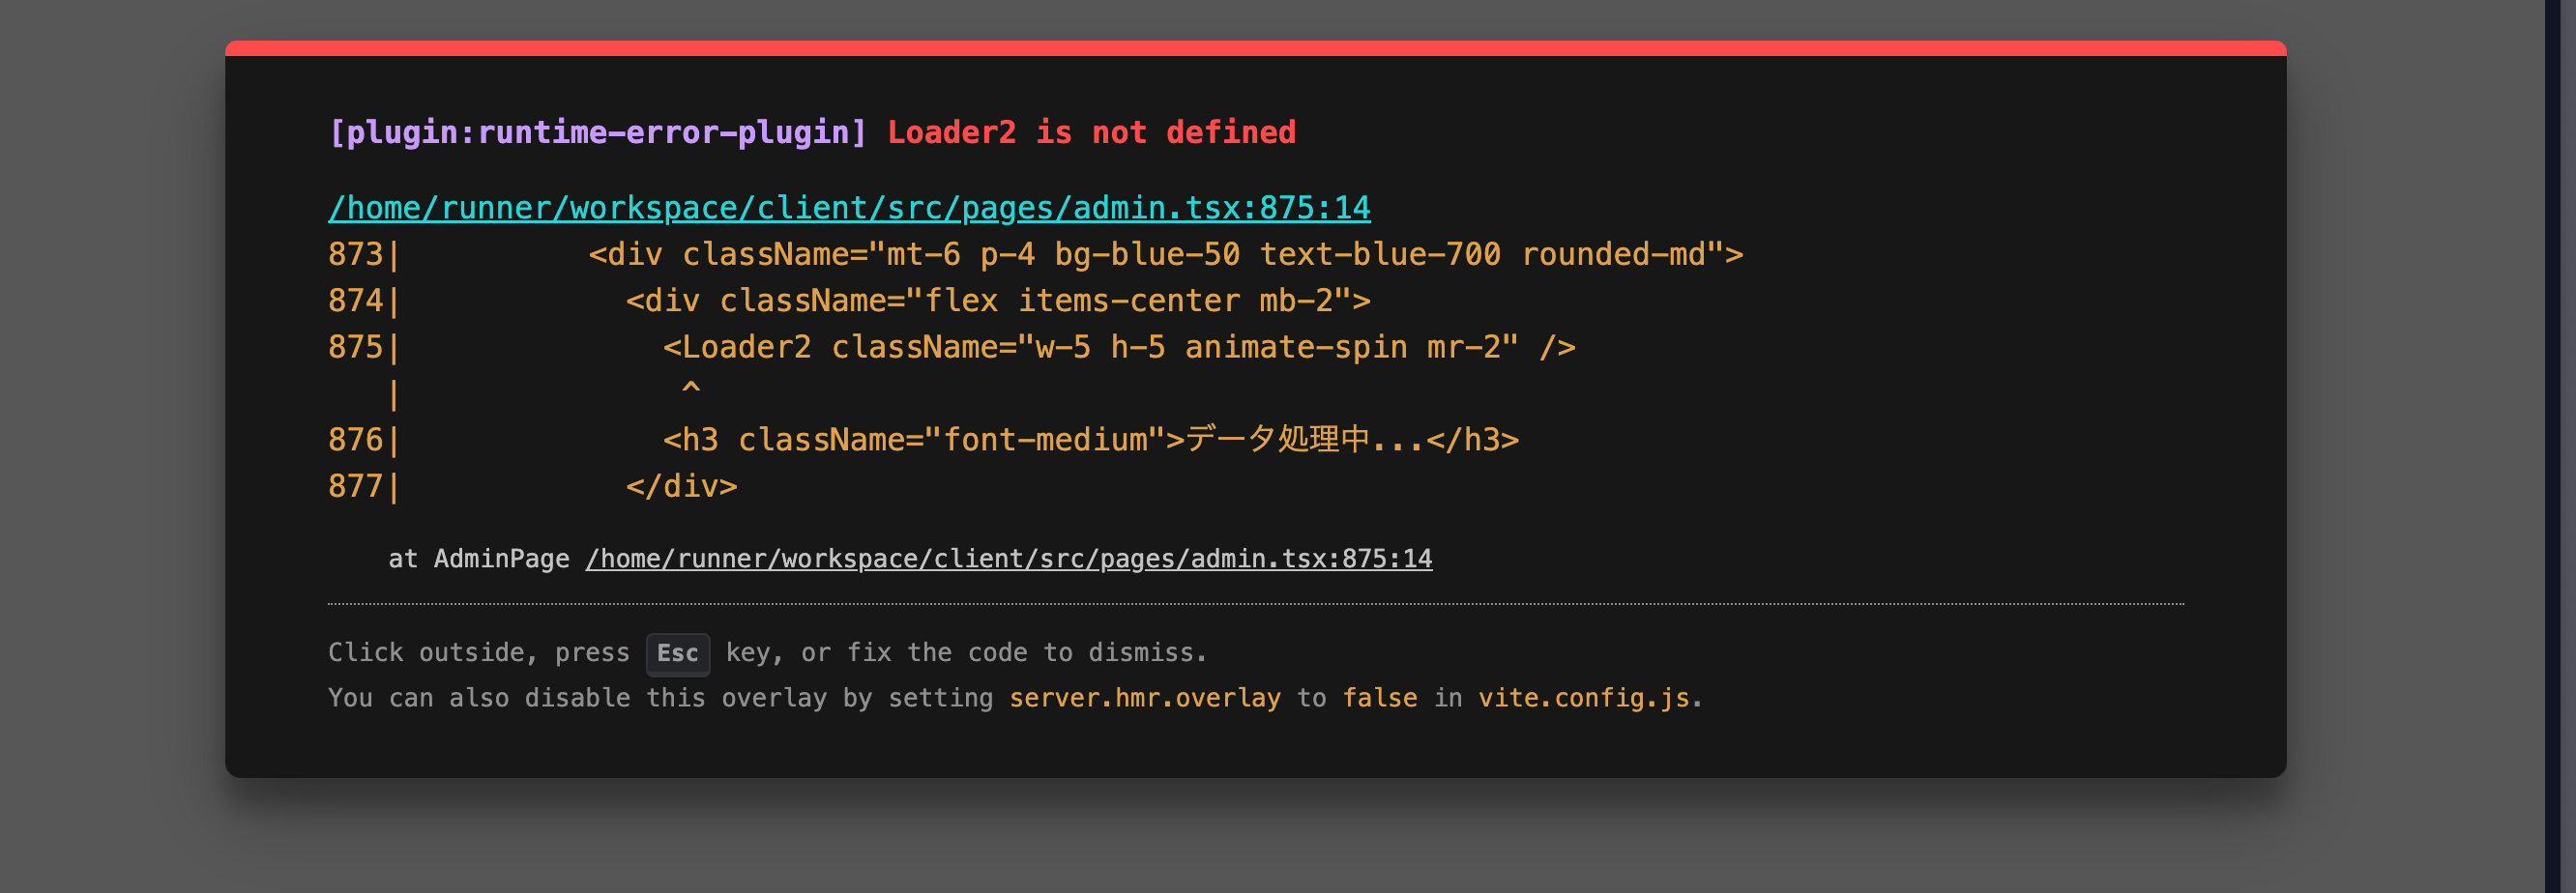 [plugin:runtime-error-plugin] Loader2 is not defined
/home/runner/workspace/client/src/pages/admin.tsx:875:14
873|          <div className="mt-6 p-4 bg-blue-50 text-blue-700 rounded-md">
874|            <div className="flex items-center mb-2">
875|              <Loader2 className="w-5 h-5 animate-spin mr-2" />
   |               ^
876|              <h3 className="font-medium">データ処理中...</h3>
877|            </div>
at AdminPage /home/runner/workspace/client/src/pages/admin.tsx:875:14
Click outside, press Esc key, or fix the code to dismiss.
You can also disable this overlay by setting server.hmr.overlay to false in vite.config.js.